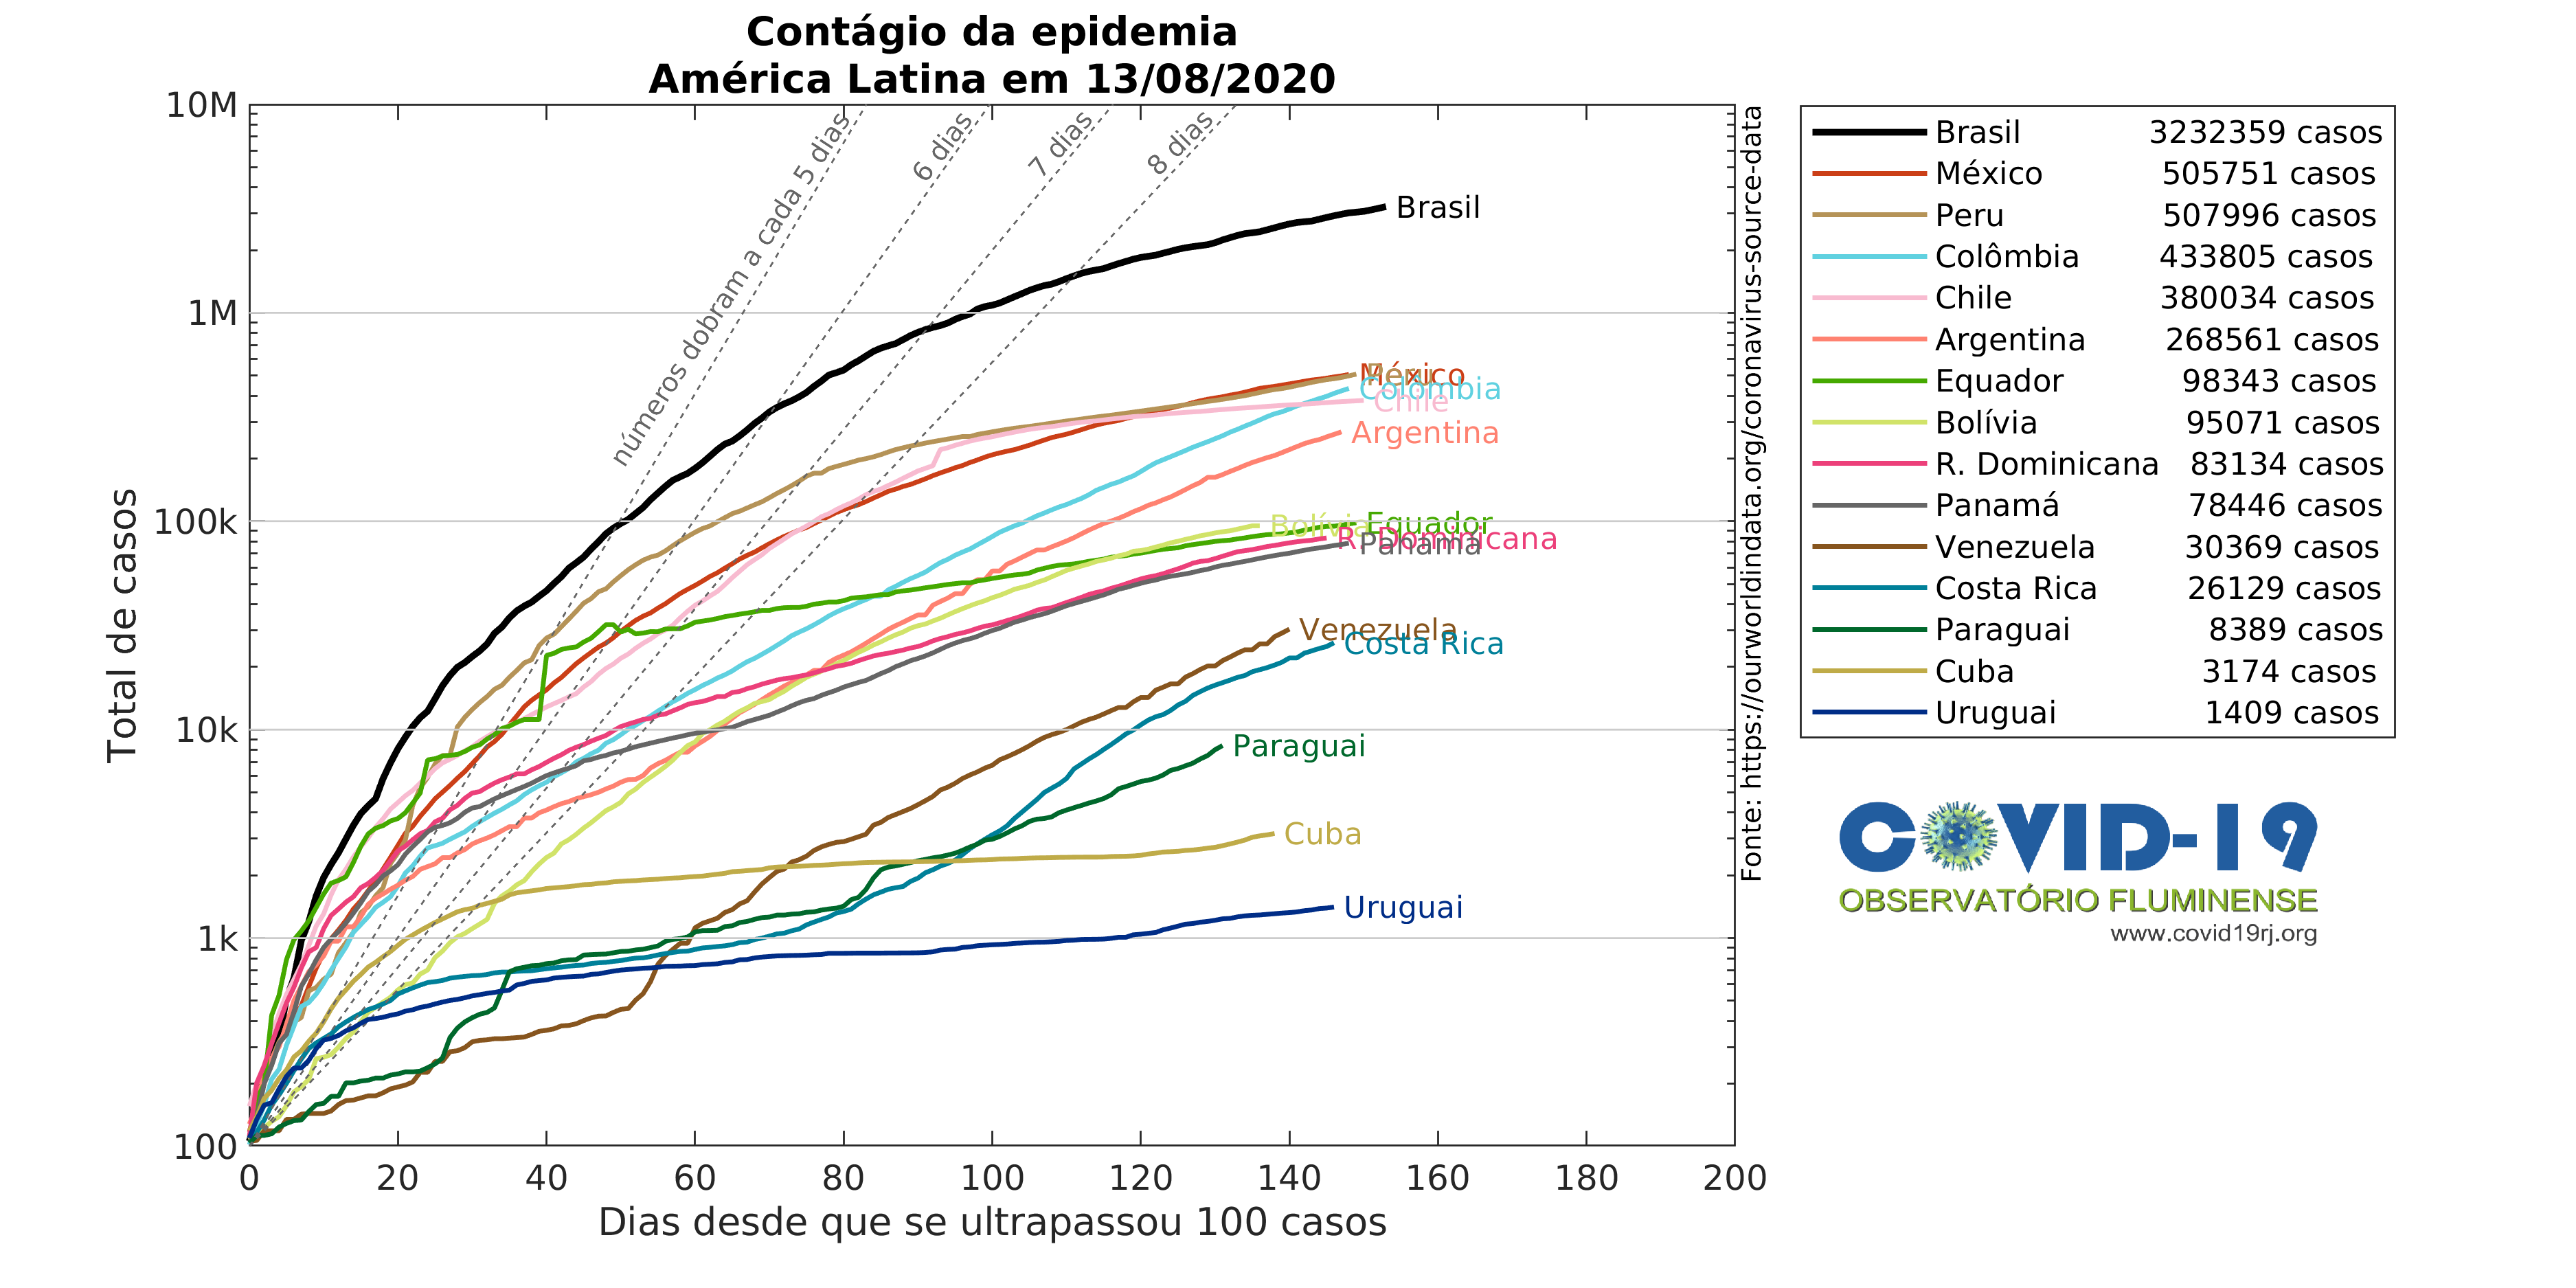 Contágio da epidemia
América Latina em 13/08/2020
10M
1M
100k
10k
1k
100
Total de casos
0 20 40 60 80 100 120 140 160 180 200
Dias desde que se ultrapassou 100 casos
números dobram a cada 5 dias
6 dias
7 dias
8 dias
Brasil
México
Peru
Colômbia
Chile
Argentina
Bolívia
Equador
R. Dominicana
Panamá
Venezuela
Costa Rica
Paraguai
Cuba
Uruguai
Fonte: https://ourworldindata.org/coronavirus-source-data
Brasil 3232359 casos
México 505751 casos
Peru 507996 casos
Colômbia 433805 casos
Chile 380034 casos
Argentina 268561 casos
Equador 98343 casos
Bolívia 95071 casos
R. Dominicana 83134 casos
Panamá 78446 casos
Venezuela 30369 casos
Costa Rica 26129 casos
Paraguai 8389 casos
Cuba 3174 casos
Uruguai 1409 casos
COVID-19
OBSERVATÓRIO FLUMINENSE
www.covid19rj.org